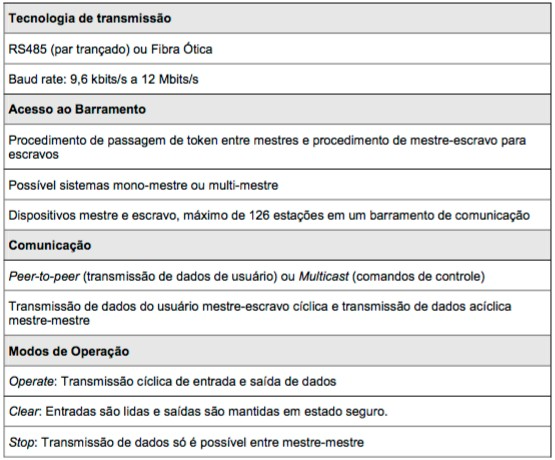 Tecnologia de transmissão
RS485 (par trançado) ou Fibra Ótica
Baud rate: 9,6 kbits/s a 12 Mbits/s
Acesso ao Barramento
Procedimento de passagem de token entre mestres e procedimento de mestre-escravo para
escravos
Possível sistemas mono-mestre ou multi-mestre
Dispositivos mestre e escravo, máximo de 126 estações em um barramento de comunicação
Comunicação
Peer-to-peer (transmissão de dados de usuário) ou Multicast (comandos de controle)
Transmissão de dados do usuário mestre-escravo cíclica e transmissão de dados acíclica
mestre-mestre
Modos de Operação
Operate: Transmissão cíclica de entrada e saída de dados
Clear: Entradas são lidas e saídas são mantidas em estado seguro.
Stop: Transmissão de dados só é possível entre mestre-mestre